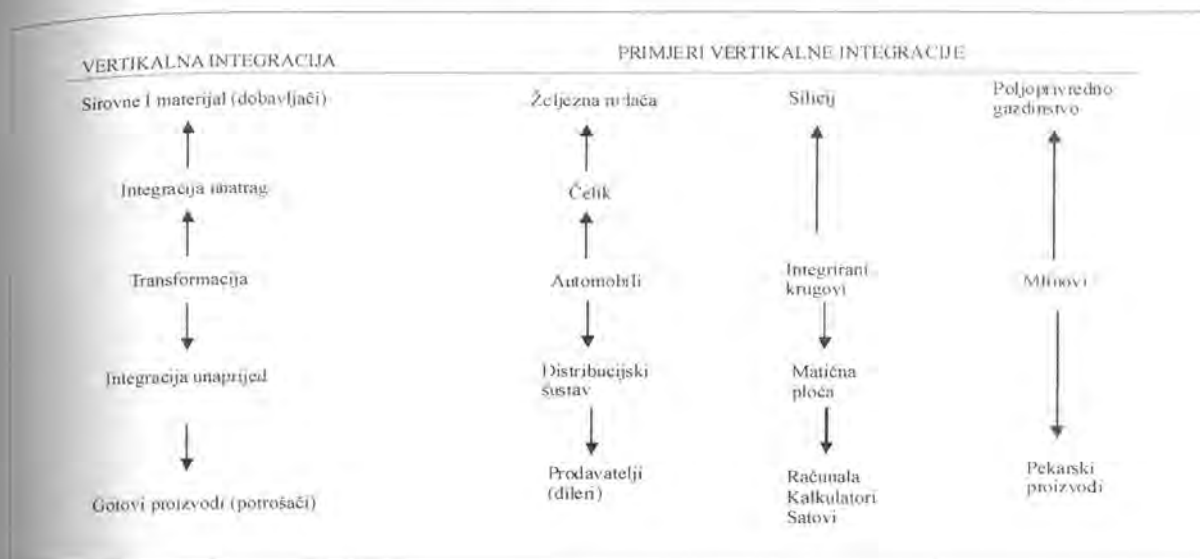 VERTIKALNA INTEGRACIJA
PRIMJERI VERTIKALNE INTEGRACIJE
Sirovne I materijal (dobavljači)
Željezna rudača
Silicij
Poljoprivredno
gazdinstvo
Integracija unatrag
Čelik
Transformacija
Automobili
Integrirani
krugovi
Mlinovi
Integracija unaprijed
Distribucijski
sustav
Matična
ploča
Gotovi proizvodi (potrošači)
Prodavatelji
(dileri)
Računala
Kalkulatori
Satovi
Pekarski
proizvodi